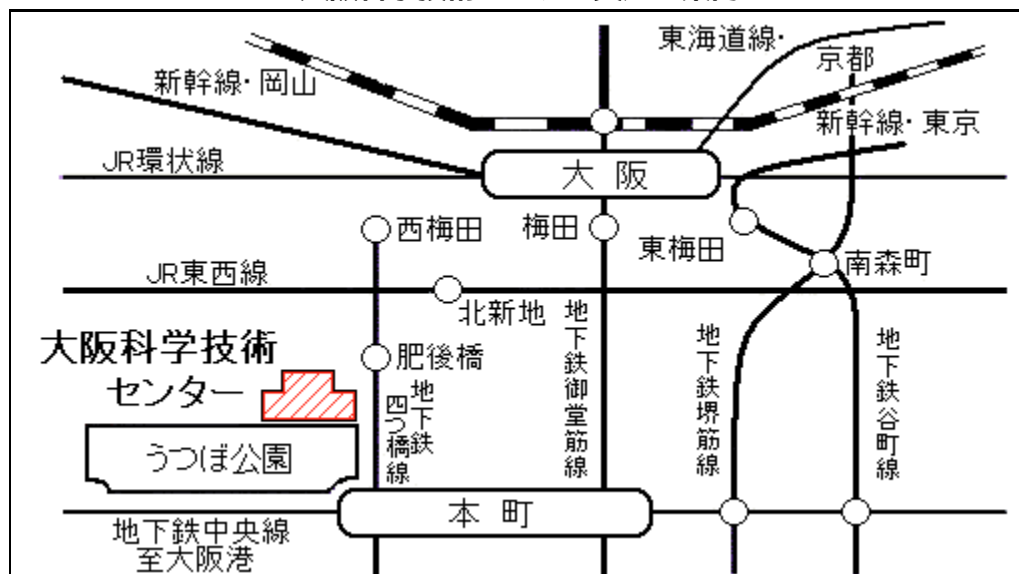 東海道線・
京都
新幹線・岡山
新幹線・東京
JR環状線
大阪
西梅田
梅田
東梅田
南森町
JR東西線
北新地
大阪科学技術
センター
肥後橋
地下鉄
四つ橋線
地下鉄御堂筋線
地下鉄堺筋線
地下鉄谷町線
うつぼ公園
本町
地下鉄中央線
至大阪港